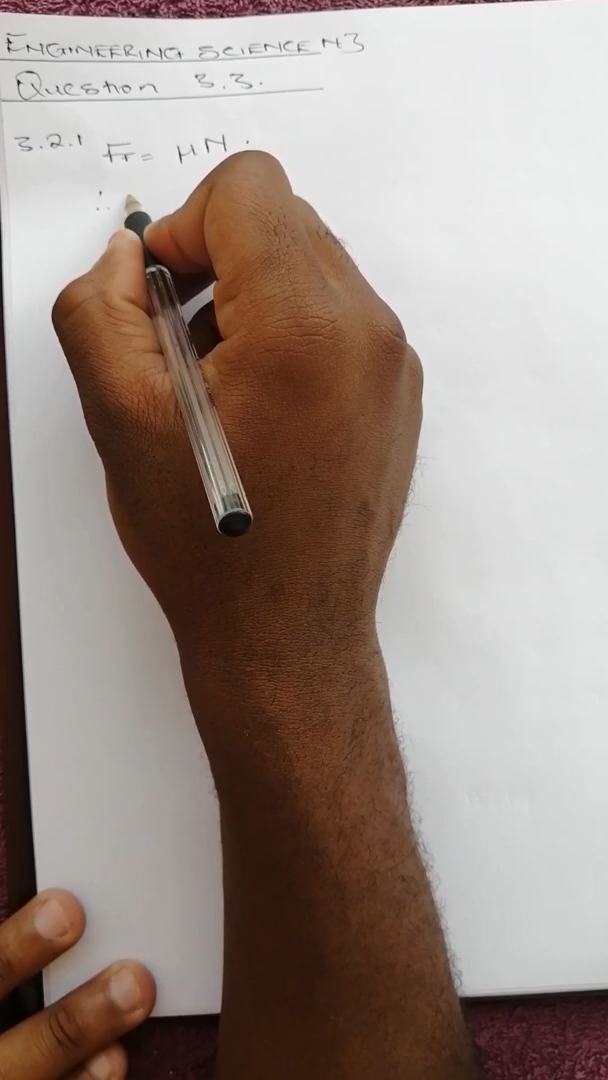 ENGINEERING SCIENCE N3
Question 3.3.
3.2.1 Fr = μN.
∴